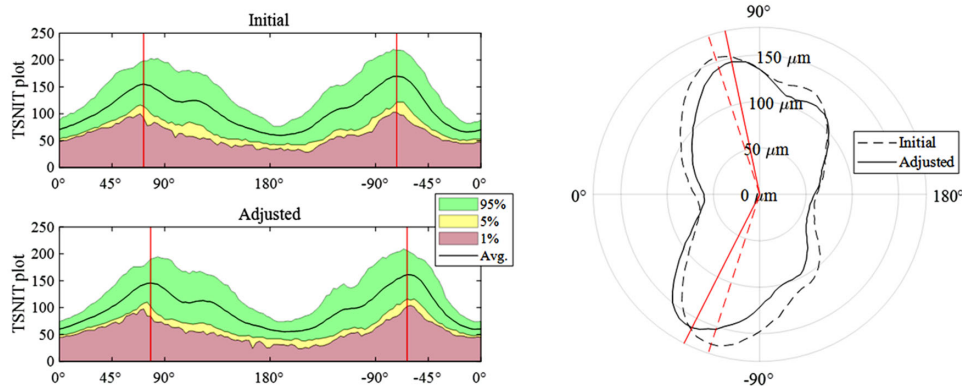 Initial
TSNIT plot
250
200
150
100
50
0
0° 45° 90° 180° -90° -45° 0°
Adjusted
TSNIT plot
250
200
150
100
50
0
0° 45° 90° 180° -90° -45° 0°
95%
5%
1%
Avg.
90°
150 μm
100 μm
50 μm
0 μm
0°
180°
-90°
Initial
Adjusted